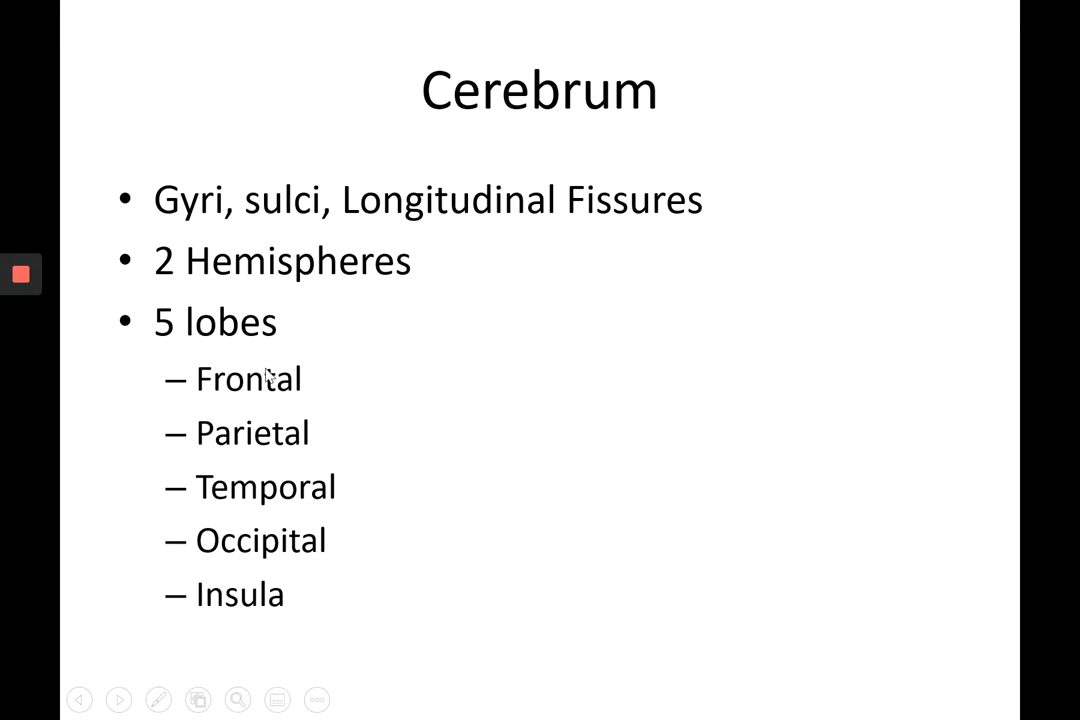 Cerebrum
• Gyri, sulci, Longitudinal Fissures
• 2 Hemispheres
• 5 lobes
– Frontal
– Parietal
– Temporal
– Occipital
– Insula